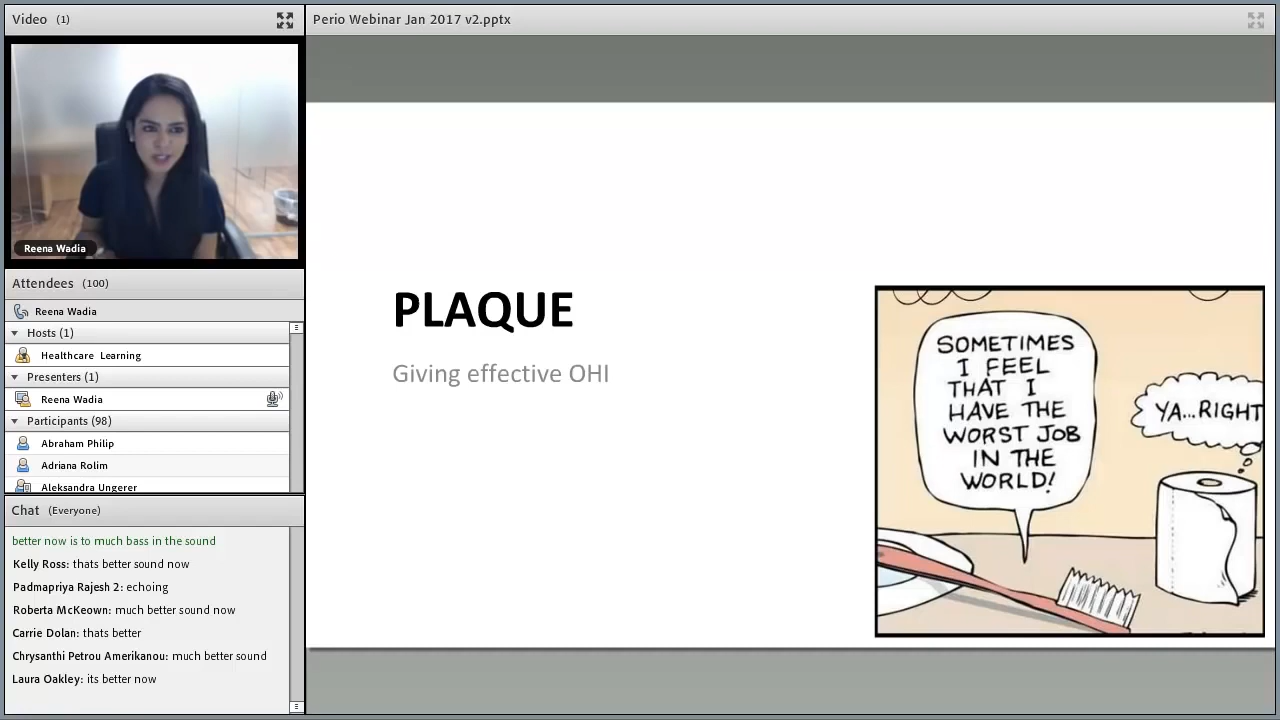 Video (1)
Perio Webinar Jan 2017 v2.pptx
Reena Wadia
Attendees (100)
Reena Wadia
Hosts (1)
Healthcare Learning
Presenters (1)
Reena Wadia
Participants (98)
Abraham Philip
Adriana Rolim
Aleksandra Ungerer
Chat (Everyone)
better now is to much bass in the sound
Kelly Ross: thats better sound now
Padmapriya Rajesh 2: echoing
Roberta McKeown: much better sound now
Carrie Dolan: thats better
Chrysanthi Petrou Amerikanou: much better sound
Laura Oakley: its better now
PLAQUE
Giving effective OHI
SOMETIMES
I FEEL
THAT I
HAVE THE
WORST JOB
IN THE
WORLD!
YA...RIGHT